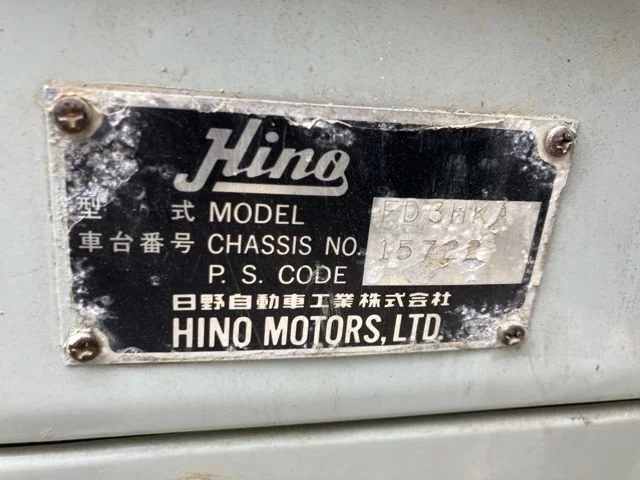 Hino
型式 MODEL FD3HKA
車台番号 CHASSIS NO. 15722
P. S. CODE
日野自動車工業株式会社
HINO MOTORS, LTD.